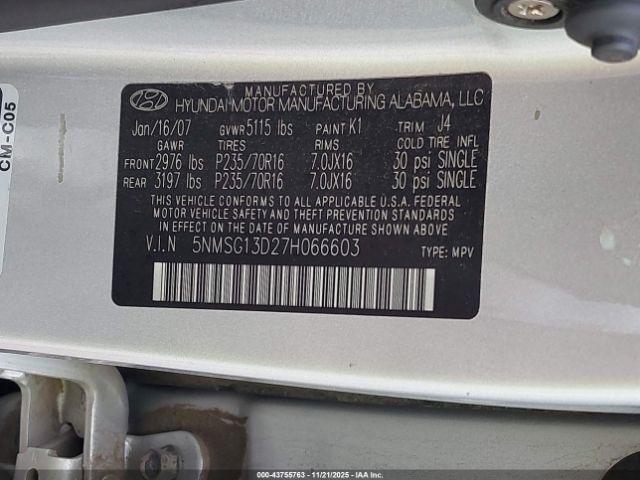 MANUFACTURED BY
HYUNDAI MOTOR MANUFACTURING ALABAMA, LLC
Jan/16/07 GVWR 5115 lbs PAINT K1 TRIM J4
GAWR TIRES RIMS COLD TIRE INFL
FRONT 2976 lbs P235/70R16 7.0JX16 30 psi SINGLE
REAR 3197 lbs P235/70R16 7.0JX16 30 psi SINGLE
THIS VEHICLE CONFORMS TO ALL APPLICABLE U.S.A. FEDERAL
MOTOR VEHICLE SAFETY AND THEFT PREVENTION STANDARDS
IN EFFECT ON THE DATE OF MANUFACTURE SHOWN ABOVE.
V.I.N 5NMSG13D27H066603 TYPE: MPV
CM-C05
© IAA - 43755763 - 11/21/2025 - IAAI.COM